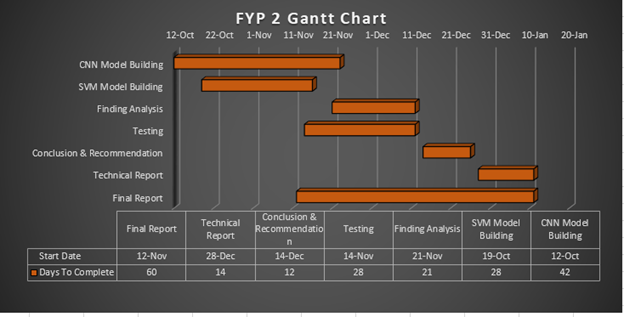 FYP 2 Gantt Chart
12-Oct 22-Oct 1-Nov 11-Nov 21-Nov 1-Dec 11-Dec 21-Dec 31-Dec 10-Jan 20-Jan
CNN Model Building
SVM Model Building
Finding Analysis
Testing
Conclusion & Recommendation
Technical Report
Final Report
Final Report Technical Report Conclusion & Recommendation Testing Finding Analysis SVM Model Building CNN Model Building
Start Date 12-Nov 28-Dec 14-Dec 14-Nov 21-Nov 19-Oct 12-Oct
Days To Complete 60 14 12 28 21 28 42